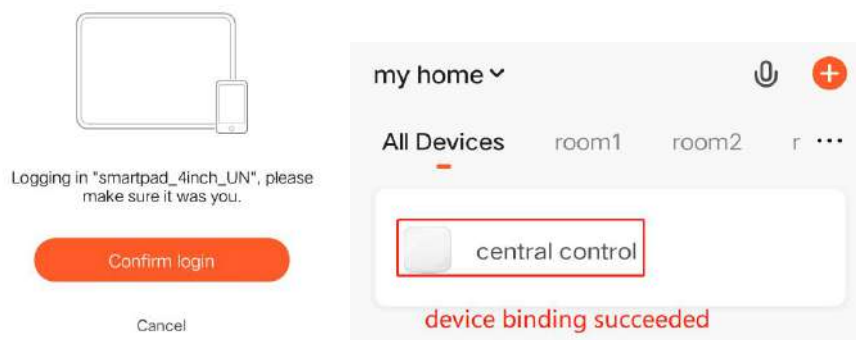 Logging in "smartpad_4inch_UN", please
make sure it was you.
Confirm login
Cancel
my home
All Devices room1 room2 r ...
central control
device binding succeeded